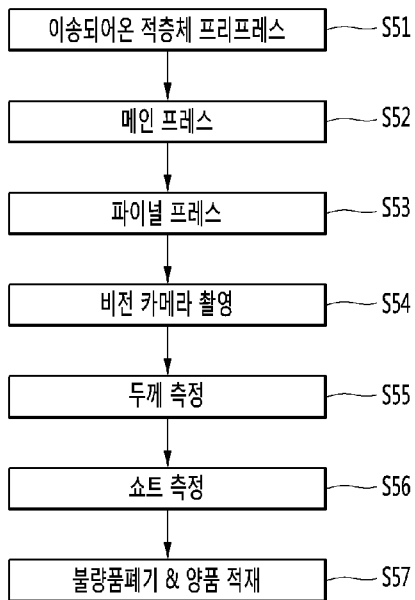 이송되어온 적층체 프리프레스 S51
메인 프레스 S52
파이널 프레스 S53
비전 카메라 촬영 S54
두께 측정 S55
쇼트 측정 S56
불량품폐기 & 양품 적재 S57